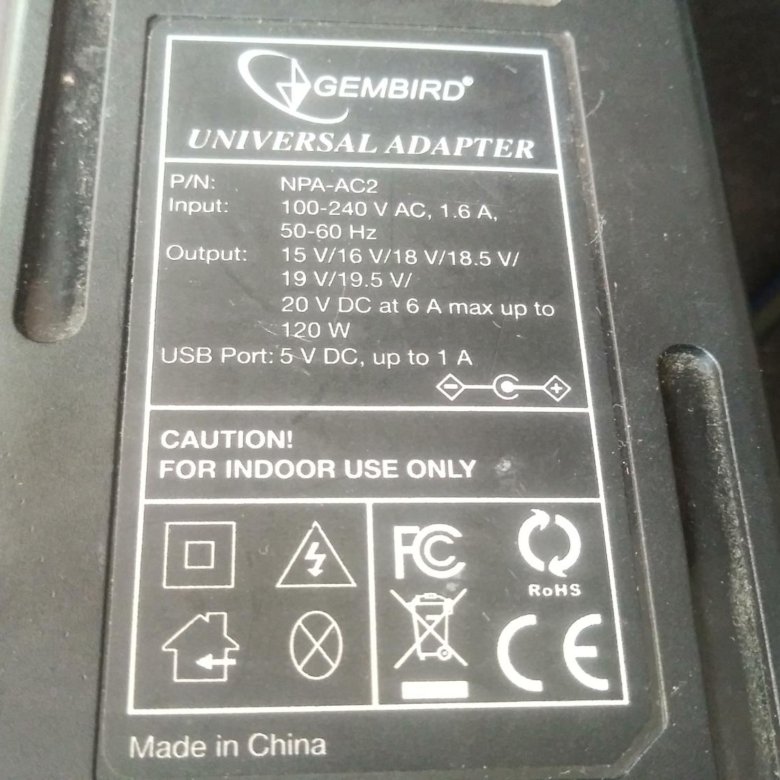 GEMBIRD®
UNIVERSAL ADAPTER
P/N: NPA-AC2
Input: 100-240 V AC, 1.6 A,
50-60 Hz
Output: 15 V/16 V/18 V/18.5 V/
19 V/19.5 V/
20 V DC at 6 A max up to
120 W
USB Port: 5 V DC, up to 1 A
CAUTION!
FOR INDOOR USE ONLY
FC
RoHS
CE
Made in China